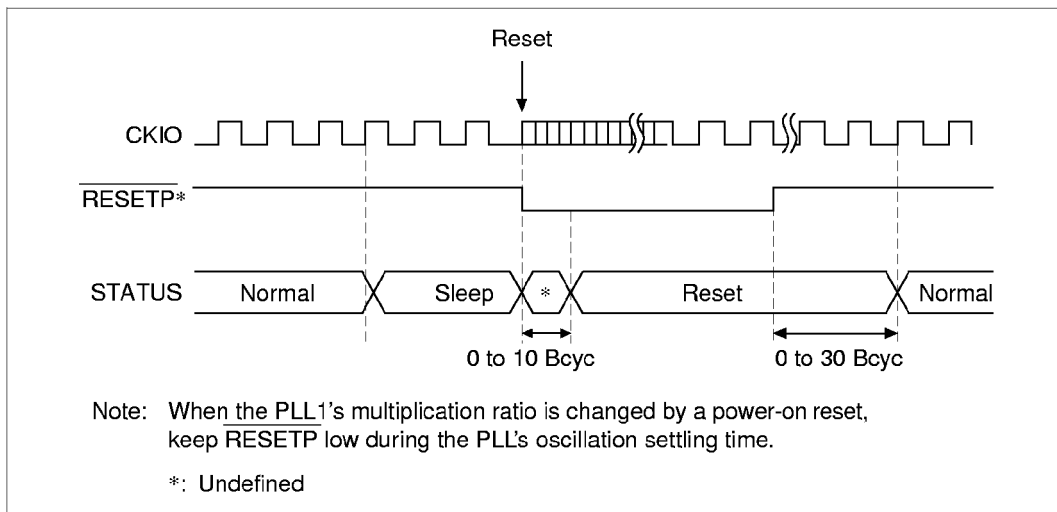 Reset
CKIO
RESETP*
STATUS Normal Sleep * Reset Normal
0 to 10 Bcyc 0 to 30 Bcyc
Note: When the PLL1's multiplication ratio is changed by a power-on reset,
keep RESETP low during the PLL's oscillation settling time.
*: Undefined